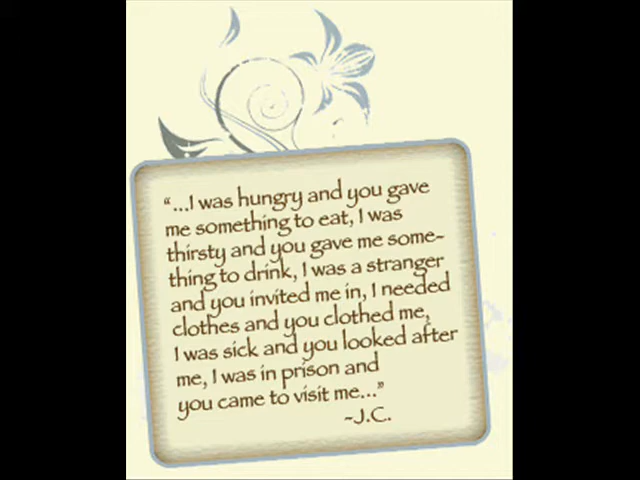 “...I was hungry and you gave
me something to eat, I was
thirsty and you gave me some-
thing to drink, I was a stranger
and you invited me in, I needed
clothes and you clothed me,
I was sick and you looked after
me, I was in prison and
you came to visit me...”
~J.C.